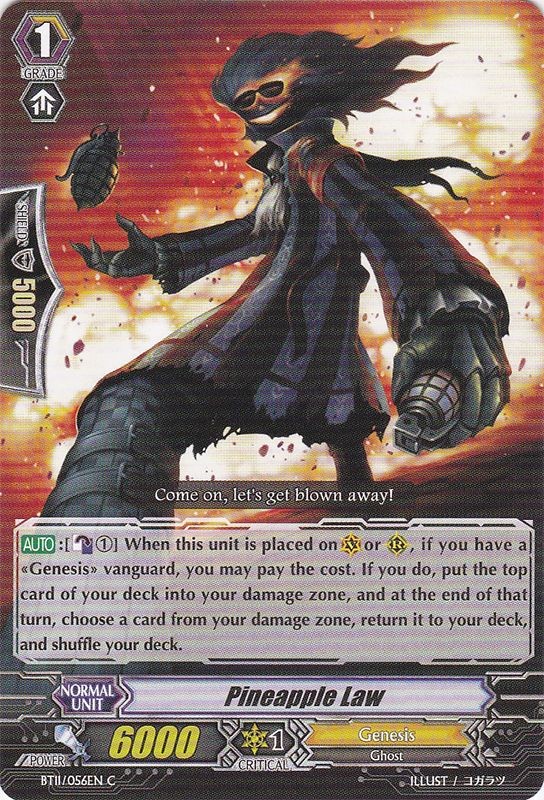 1
GRADE
SHIELD
5000
Come on, let's get blown away!
AUTO :[ ①] When this unit is placed on V or R, if you have a
«Genesis» vanguard, you may pay the cost. If you do, put the top
card of your deck into your damage zone, and at the end of that
turn, choose a card from your damage zone, return it to your deck,
and shuffle your deck.
NORMAL
UNIT
Pineapple Law
POWER
6000
1
CRITICAL
Genesis
Ghost
BT11/056EN C
ILLUST / コガラツ